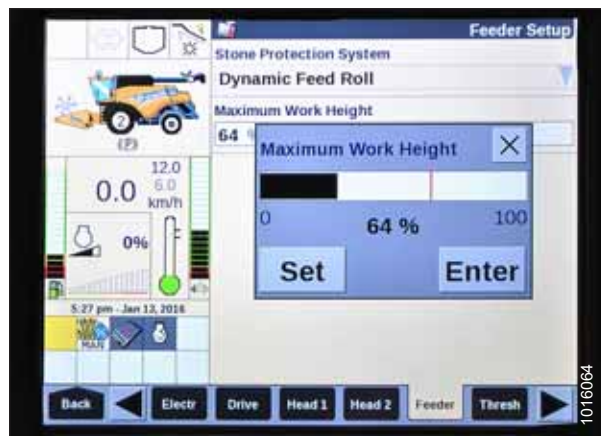 Feeder Setup
Stone Protection System
Dynamic Feed Roll
Maximum Work Height
64
Maximum Work Height
0
64 %
100
Set
Enter
2
(P)
12.0
6.0
0.0 km/h
0%
5:27 pm - Jan 13, 2016
MAN
Back
Electr
Drive
Head 1
Head 2
Feeder
Thresh
1016064